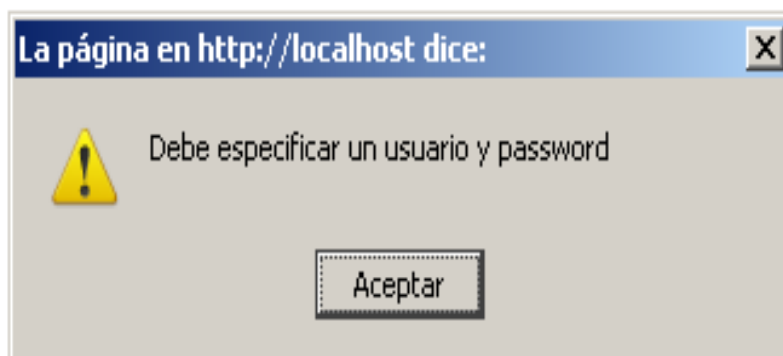 La página en http://localhost dice:
Debe especificar un usuario y password
Aceptar